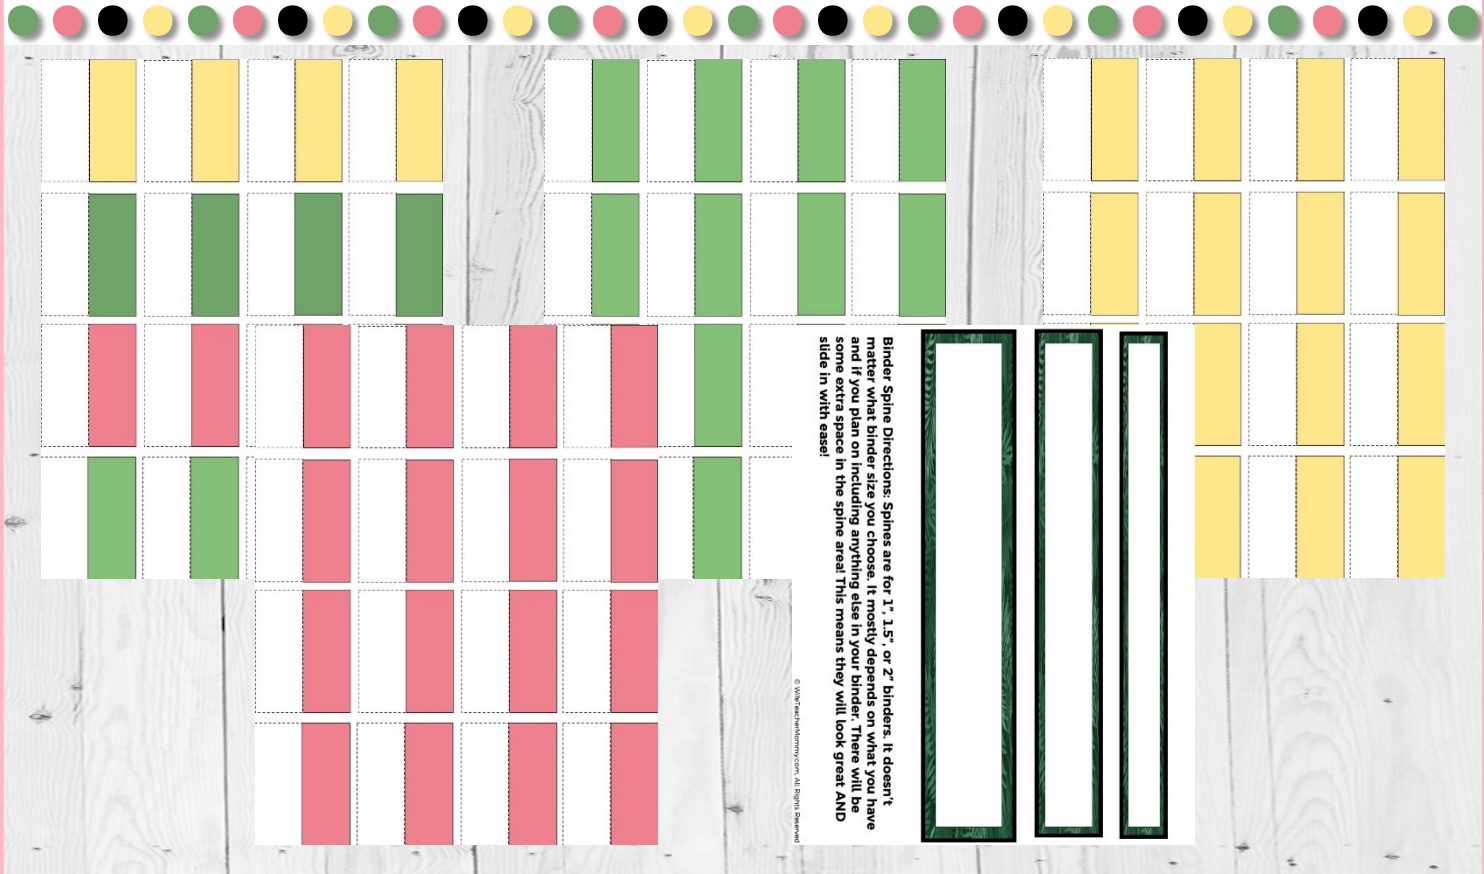 Binder Spine Directions: Spines are for 1", 1.5", or 2" binders. It doesn't
matter what binder size you choose. It mostly depends on what you have
and if you plan on including anything else in your binder. There will be
some extra space in the spine area! This means they will look great AND
slide in with ease!
© WifeTeacherMommy.com, All Rights Reserved